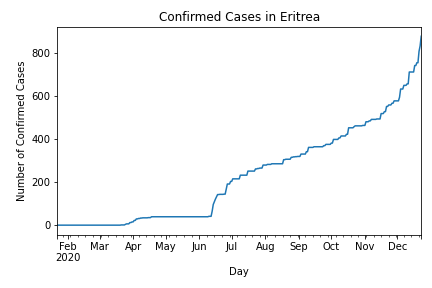 Confirmed Cases in Eritrea
Number of Confirmed Cases
800
600
400
200
0
Feb Mar Apr May Jun Jul Aug Sep Oct Nov Dec
2020
Day